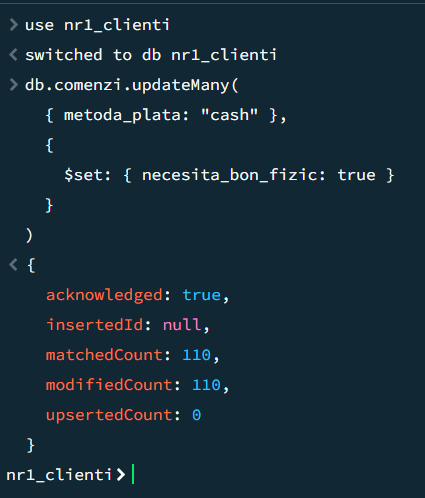 > use nr1_clienti
< switched to db nr1_clienti
> db.comenzi.updateMany(
{ metoda_plata: "cash" },
{
$set: { necesita_bon_fizic: true }
}
)
< {
acknowledged: true,
insertedId: null,
matchedCount: 110,
modifiedCount: 110,
upsertedCount: 0
}
nr1_clienti>